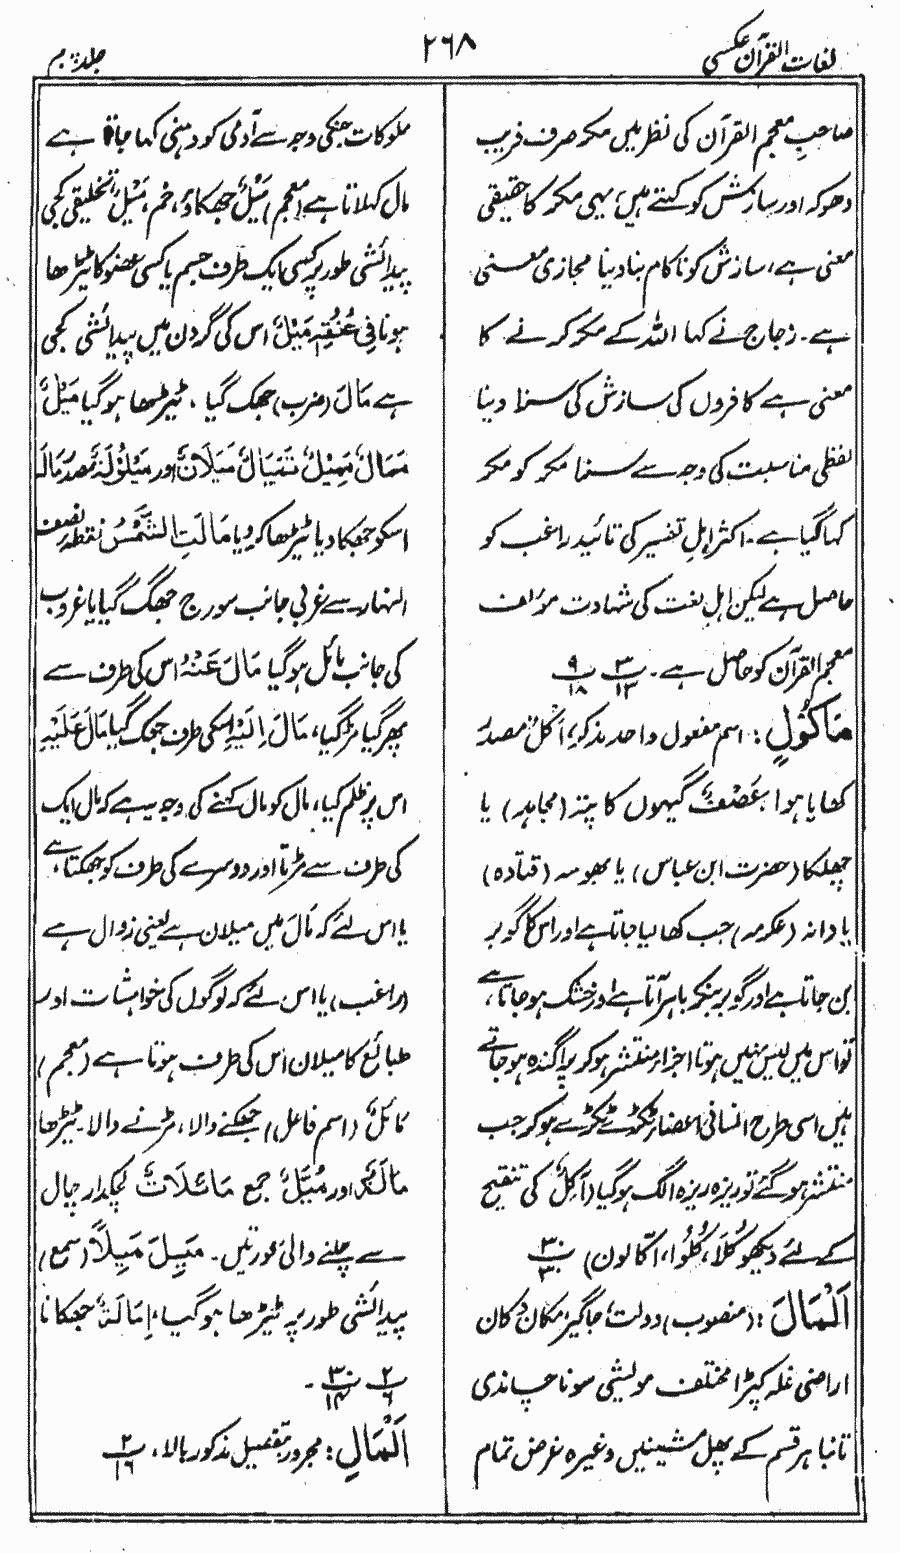 لغات القرآن عکسی
۲۶۸
جلد پنجم
صاحبِ معجم القرآن کی نظر میں مکر صرف فریب
دھوکہ اور سازش کو کہتے ہیں، یہی مکر کا حقیقی
معنی ہے، سازش کو ناکام بنا دینا مجازی معنی
ہے۔ زجاج نے کہا اللہ کے مکر کرنے کا
معنی ہے کافروں کی سازش کی سزا دینا
لفظی مناسبت کی وجہ سے سزا مکر کو مکر
کہا گیا ہے۔ اکثر اہلِ تفسیر کی تائید راغب کو
حاصل ہے لیکن اہلِ لغت کی شہادت مؤلف
معجم القرآن کو حاصل ہے۔ ۳/۱۳ ۹/۱۸
مَاْکُوْلٍ: اسم مفعول واحد مذکر، اَکْلٌ مصدر
کھایا ہوا۔ عَصْفٌ گیہوں کا پتہ (مجاہد) یا
چھلکا (حضرت ابن عباس) یا بھوسہ (قتادہ)
یا دانہ (عکرمہ) جب کھا لیا جاتا ہے اور اس کا گوبر
بن جاتا ہے اور گوبر بنکر باہر آتا ہے اور خشک ہو جاتا ہے،
تو اس میں لیس نہیں ہوتا اجزاء منتشر ہو کر پراگندہ ہو جاتے
ہیں اسی طرح انسانی اعضاء ٹکڑے ٹکڑے ہو کر جب
منتشر ہو گئے تو ریزہ ریزہ الگ ہو گیا (اَکْلٌ کی تنقیح
کے لئے دیکھو کُلَا، کُلُوْا، اکّالون) ۳۰/۳۰
اَلْمَالَ: (منصوب) دولت، جاگیر، مکان، دکان
اراضی غلہ کپڑا مختلف مویشی سونا چاندی
تانبا ہر قسم کے پھل مشینیں وغیرہ غرض تمام
ملوکات جنکی وجہ سے آدمی کو دہنی کہا جاتا ہے
مال کہلاتا ہے (معجم) مَیْلٌ جھکاؤ، خم، مَیَلٌ تخلیقی کجی
پیدائشی طور پر کسی ایک طرف جسم یا کسی عضو کا ٹیڑھا
ہونا فِیْ عُنُقِہٖ مَیَلٌ اس کی گردن میں پیدائشی کجی
ہے مَالَ (ضرب) جھک گیا، ٹیڑھا ہو گیا مَیْلٌ
مَمَالٌ مَمِیْلٌ تَمْیَالٌ مَیَلَانٌ اور مَیْلُوْلَۃٌ مصدر مَالَہٗ
اسکو جھکا دیا ٹیڑھا کر دیا مَالَتِ الشَّمْسُ نقطہ نصف
النہار سے غربی جانب سورج جھک گیا یا غروب
کی جانب مائل ہو گیا مَالَ عَنْہُ اس کی طرف سے
پھر گیا مڑ گیا، مَالَ اِلَیْہِ اسکی طرف جھک گیا مَالَ عَلَیْہِ
اس پر ظلم کیا، مال کو مال کہنے کی وجہ یہ ہے کہ مال ایک
کی طرف سے مڑتا اور دوسرے کی طرف کو جھکتا ہے،
یا اس لئے کہ مَال میں میلان ہے یعنی زوال ہے
(راغب) یا اس لئے کہ لوگوں کی خواہشات اور
طبائع کا میلان اس کی طرف ہوتا ہے (معجم)
مَائِلٌ (اسم فاعل) جھکنے والا، مڑنے والا۔ ٹیڑھا
مَالَۃٌ اور مُیَّلٌ جمع مَائِلَاتٌ لچکدار چال
سے چلنے والی عورتیں۔ مَیِلَ مَیَلًا (سمع)
پیدائشی طور پہ ٹیڑھا ہو گیا، اِمَالَۃٌ جھکانا
۲/۶ ۳۰/۱۴ ۔
اَلْمَالِ: مجرور، بتفصیل مذکور بالا، ۲/۱۶